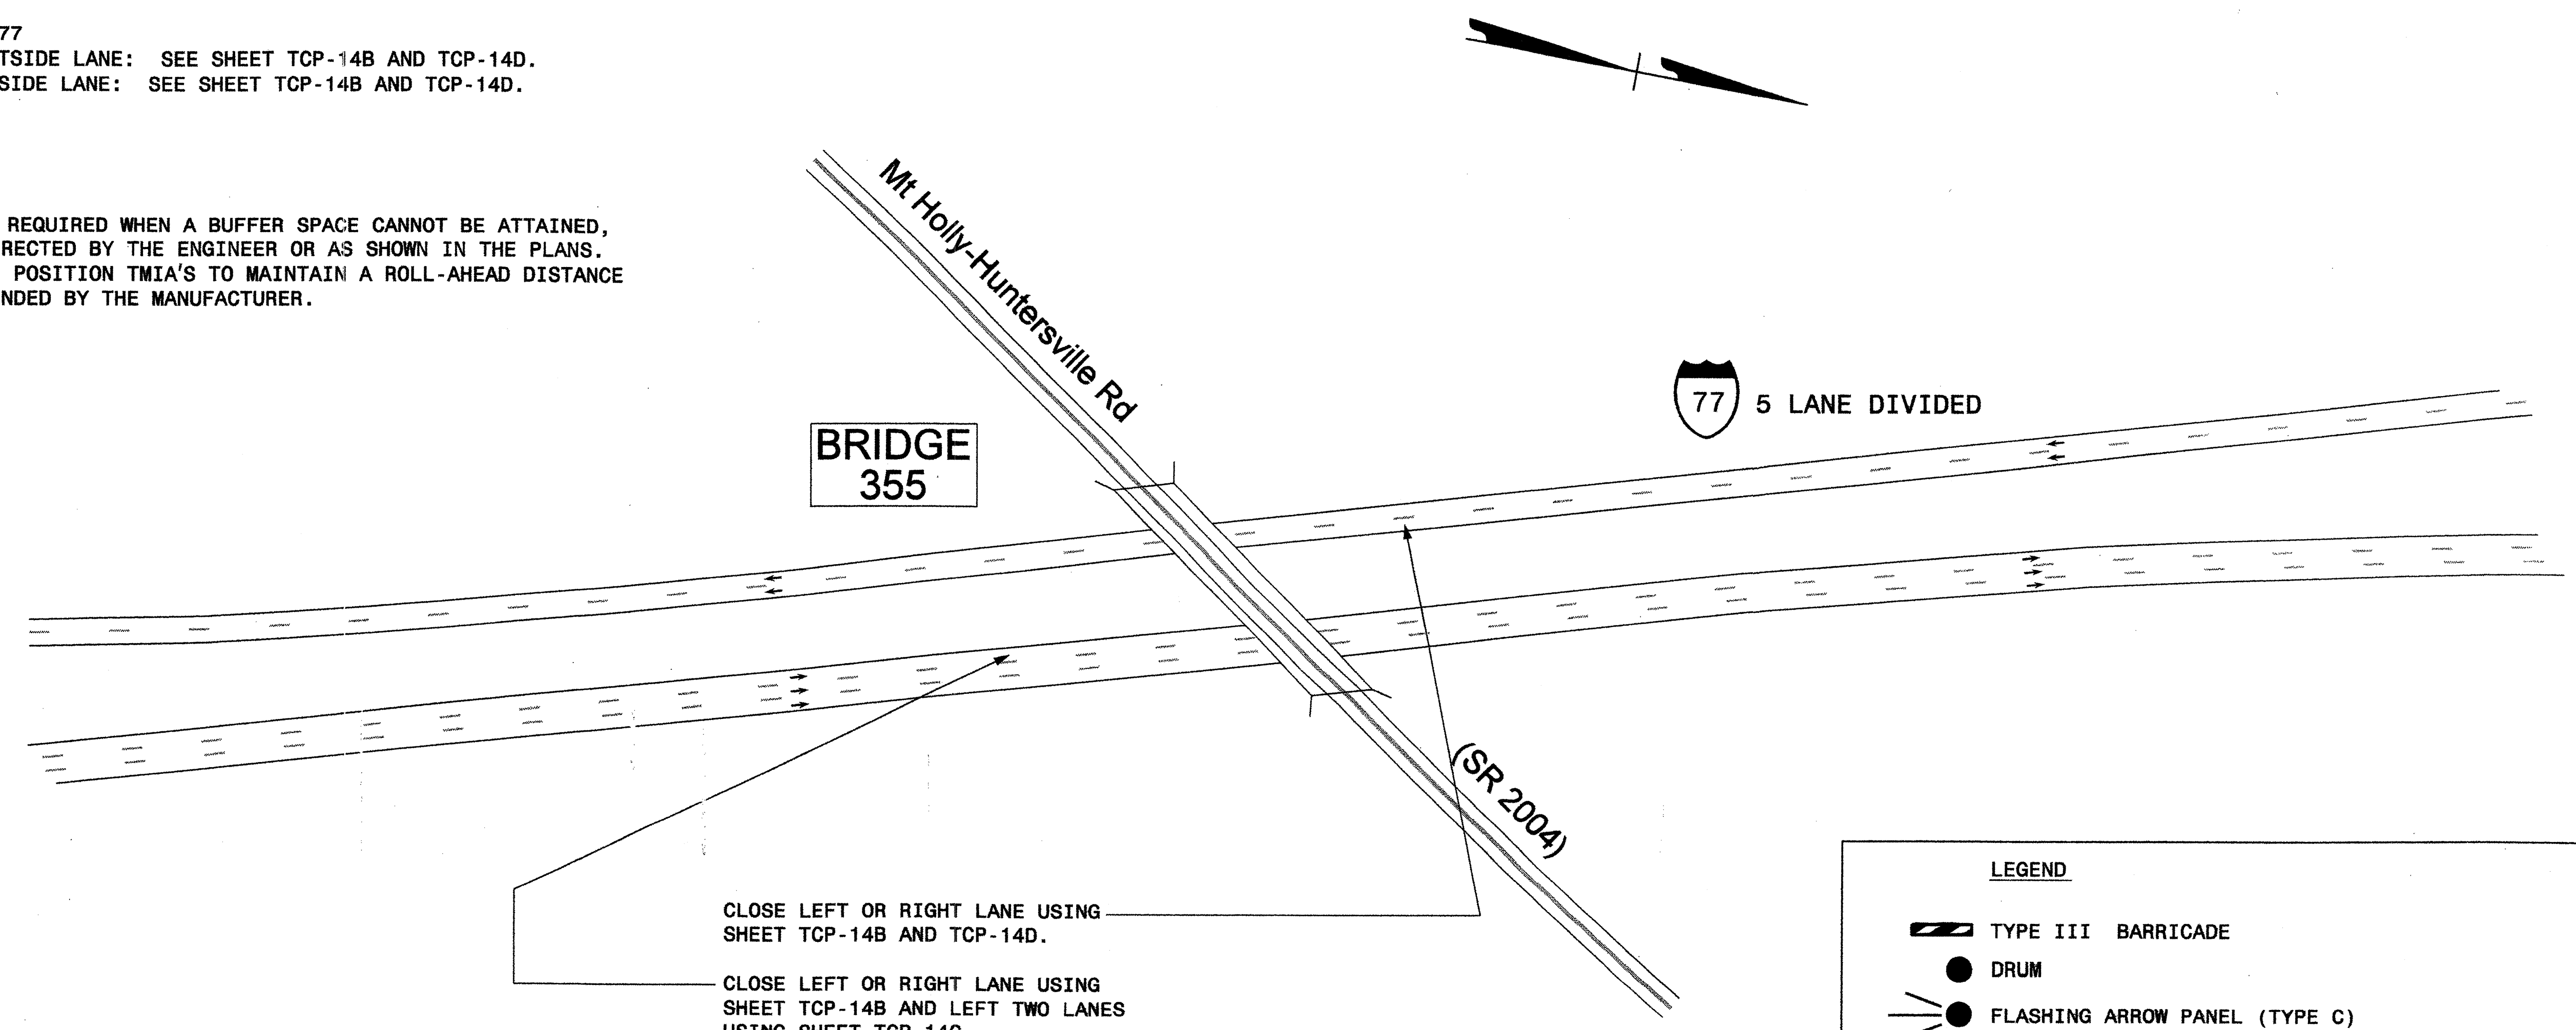 77
TSIDE LANE: SEE SHEET TCP-14B AND TCP-14D.
SIDE LANE: SEE SHEET TCP-14B AND TCP-14D.
REQUIRED WHEN A BUFFER SPACE CANNOT BE ATTAINED,
RECTED BY THE ENGINEER OR AS SHOWN IN THE PLANS.
POSITION TMIA'S TO MAINTAIN A ROLL-AHEAD DISTANCE
NDED BY THE MANUFACTURER.
Mt Holly-Huntersville Rd
BRIDGE
355
77 5 LANE DIVIDED
(SR 2004)
CLOSE LEFT OR RIGHT LANE USING
SHEET TCP-14B AND TCP-14D.
CLOSE LEFT OR RIGHT LANE USING
SHEET TCP-14B AND LEFT TWO LANES
USING SHEET TCP-14C
LEGEND
TYPE III BARRICADE
DRUM
FLASHING ARROW PANEL (TYPE C)